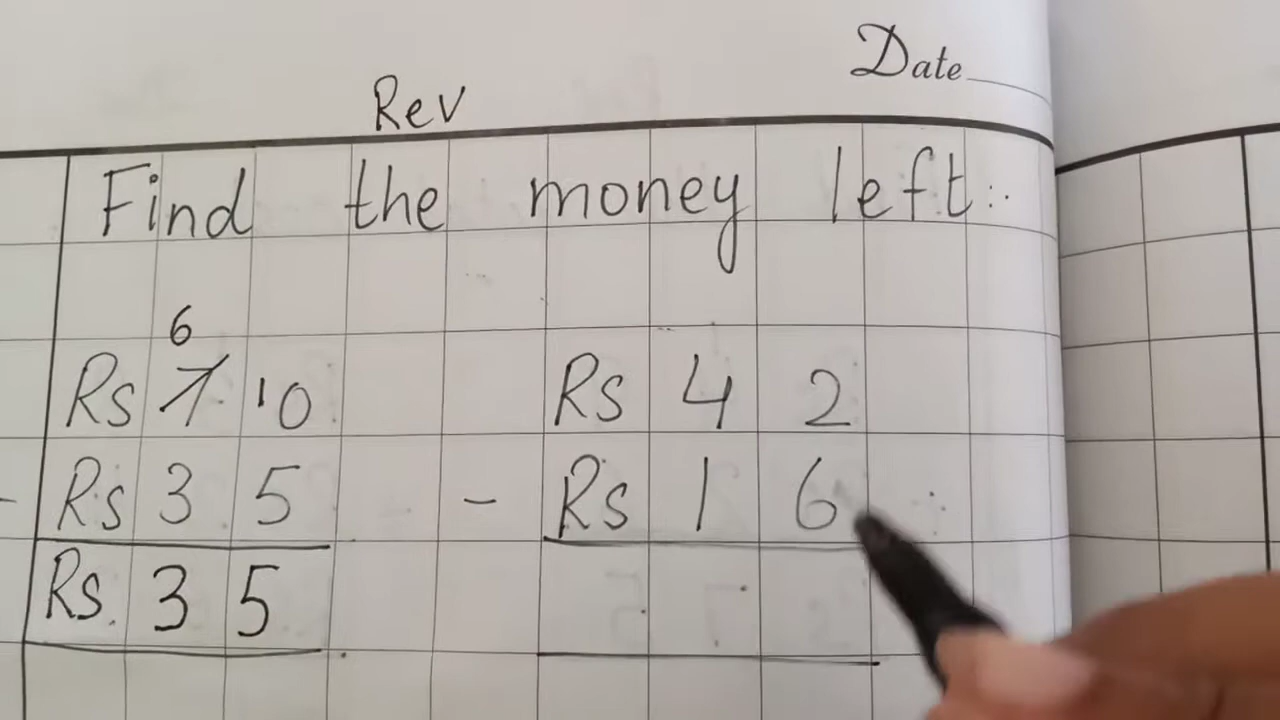 Date
Rev
Find the money left:
6
Rs 7 10 Rs 4 2
- Rs 3 5 - Rs 1 6
Rs. 3 5